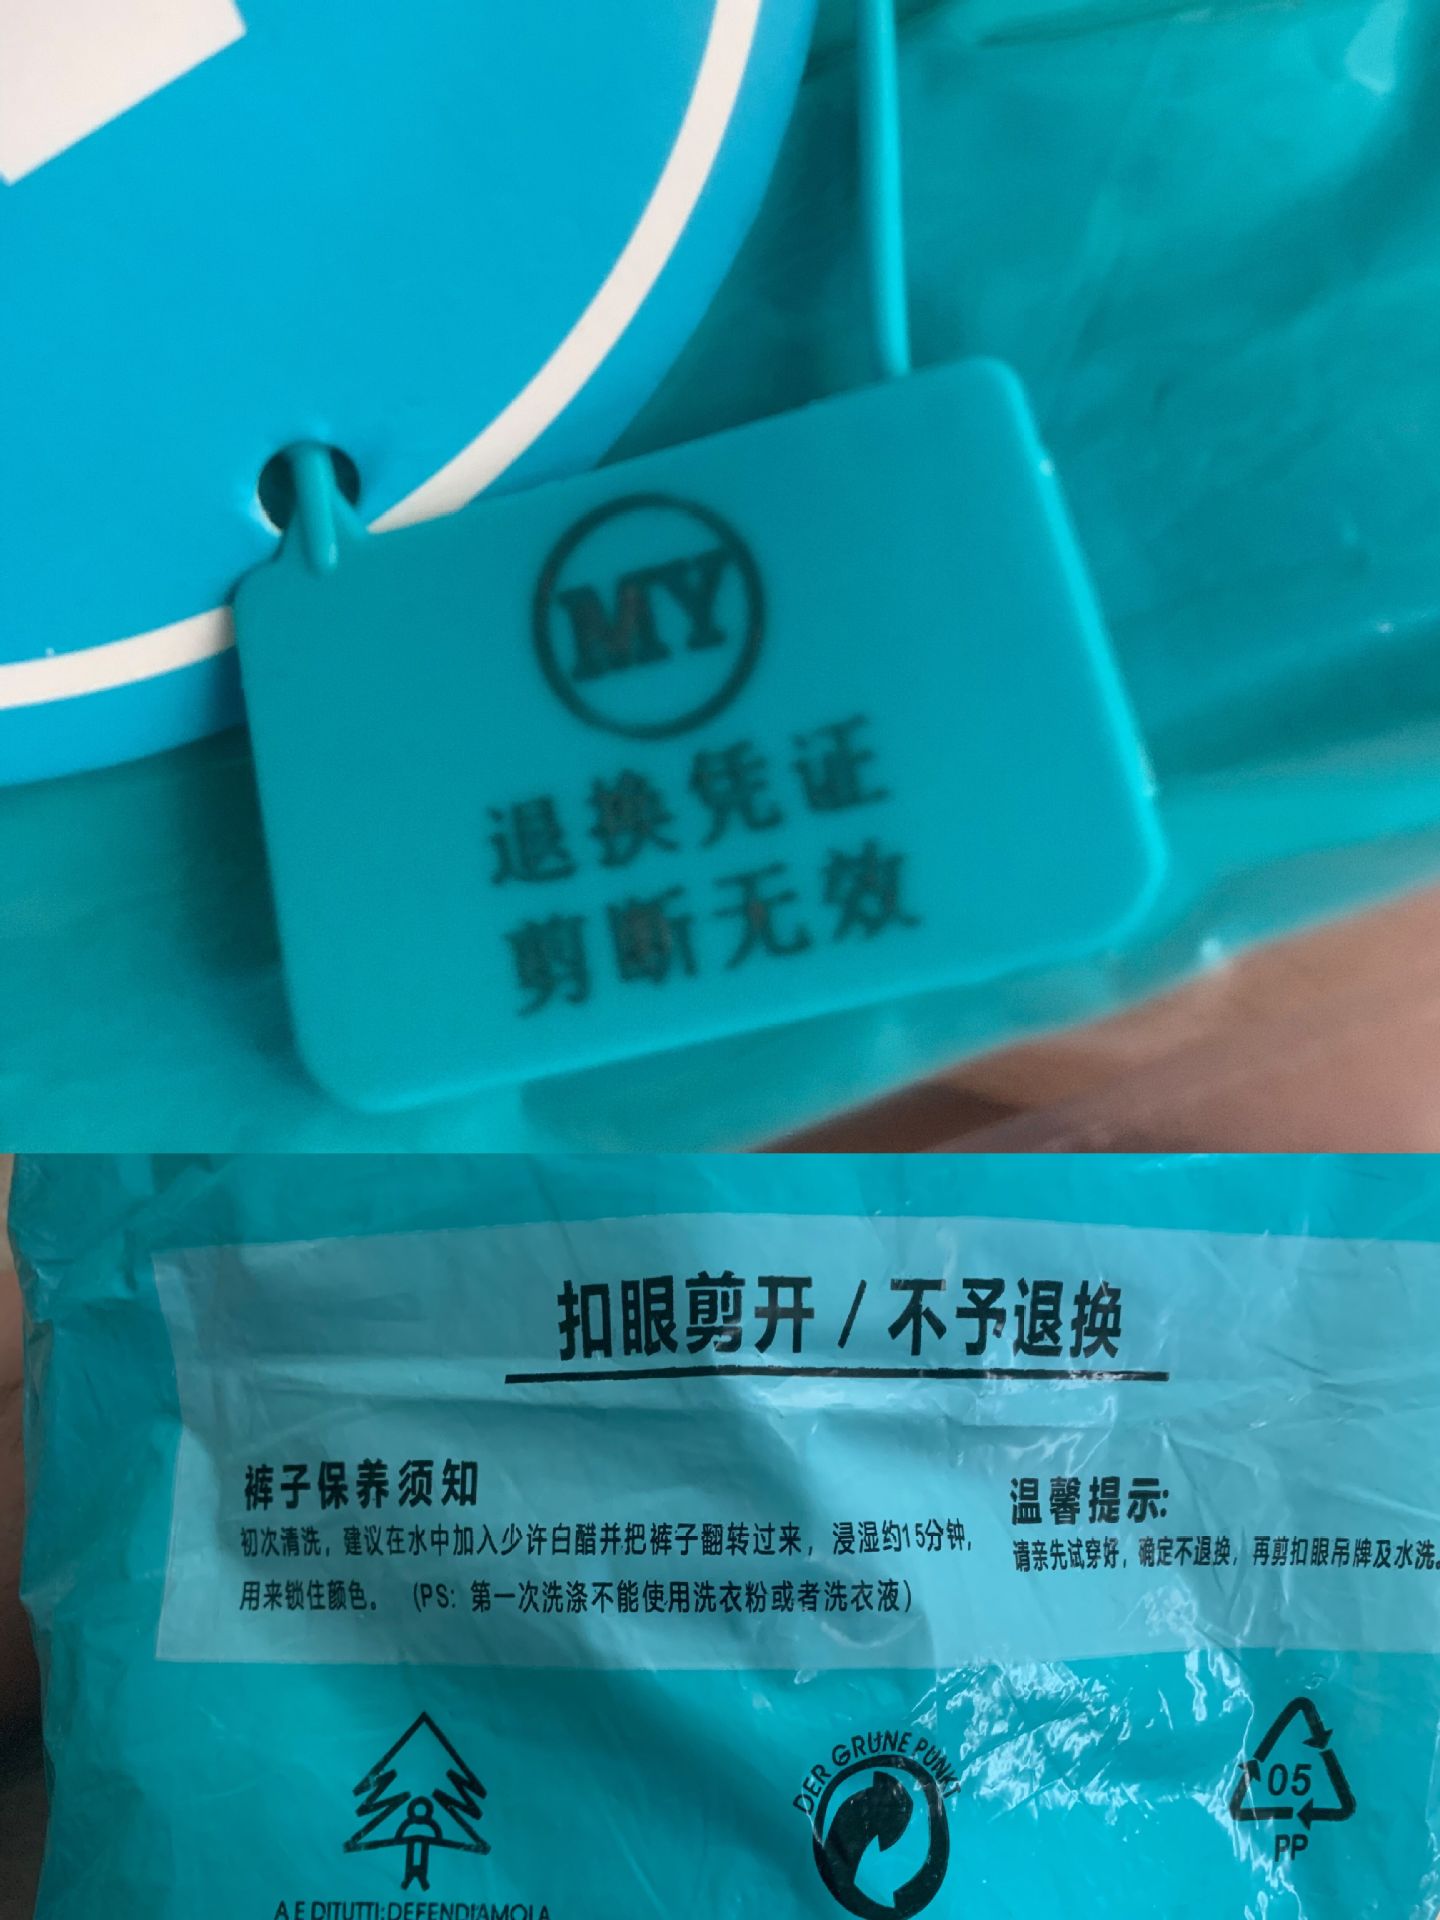 MY
退换凭证
剪断无效
扣眼剪开 / 不予退换
裤子保养须知
初次清洗，建议在水中加入少许白醋并把裤子翻转过来，浸湿约15分钟，
用来锁住颜色。 (PS: 第一次洗涤不能使用洗衣粉或者洗衣液)
温馨提示:
请亲先试穿好，确定不退换，再剪扣眼吊牌及水洗。
DER GRÜNE PUNKT
05
PP
A.E DITUTTI:DEFENDIAMOLA